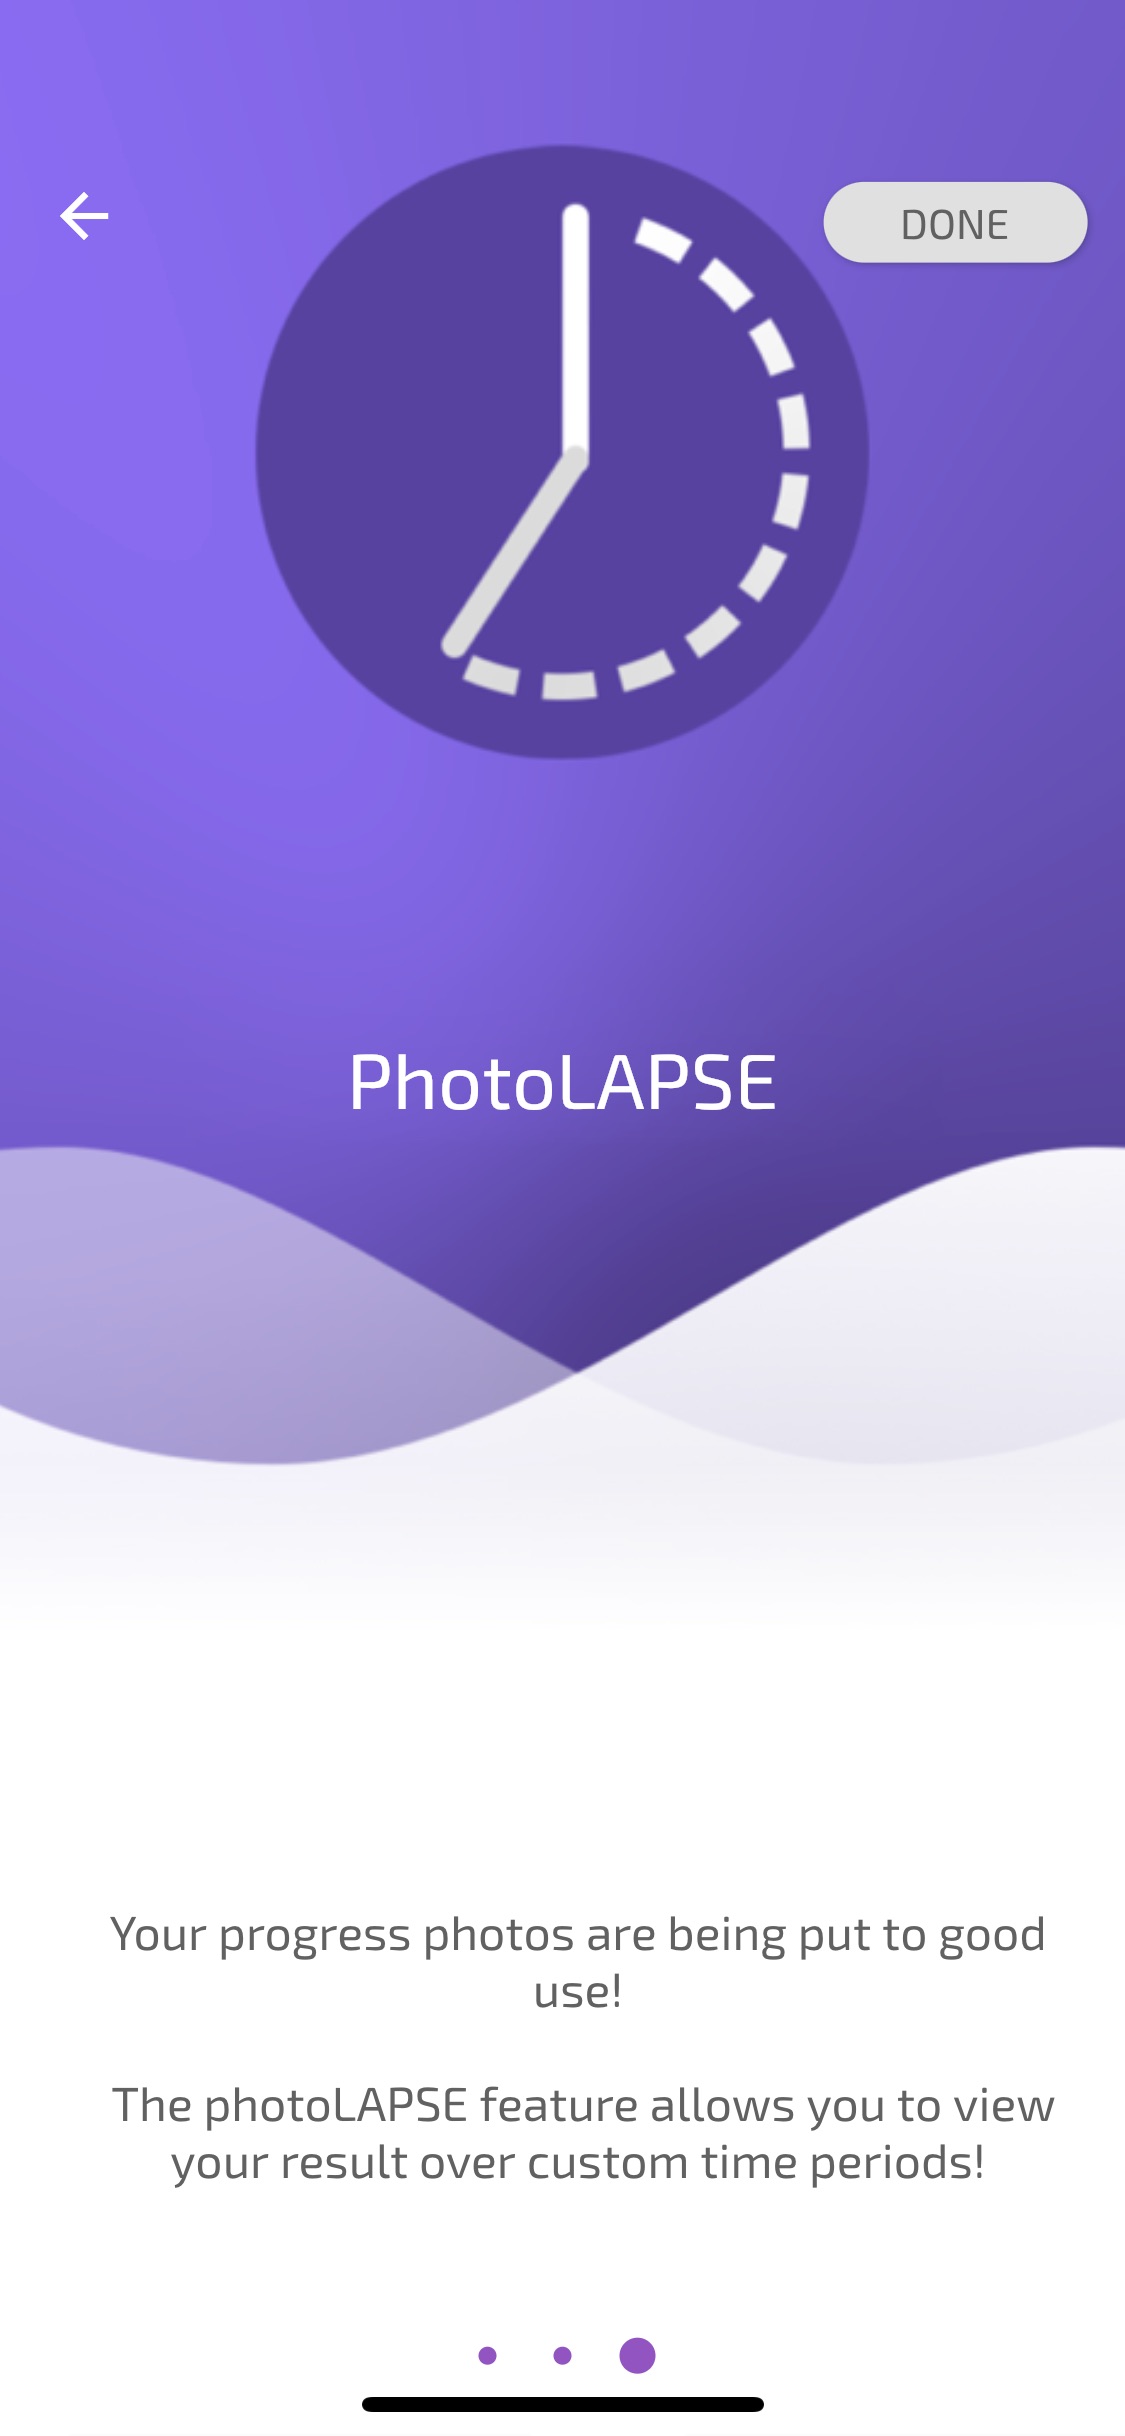 DONE
PhotoLAPSE
Your progress photos are being put to good
use!
The photoLAPSE feature allows you to view
your result over custom time periods!